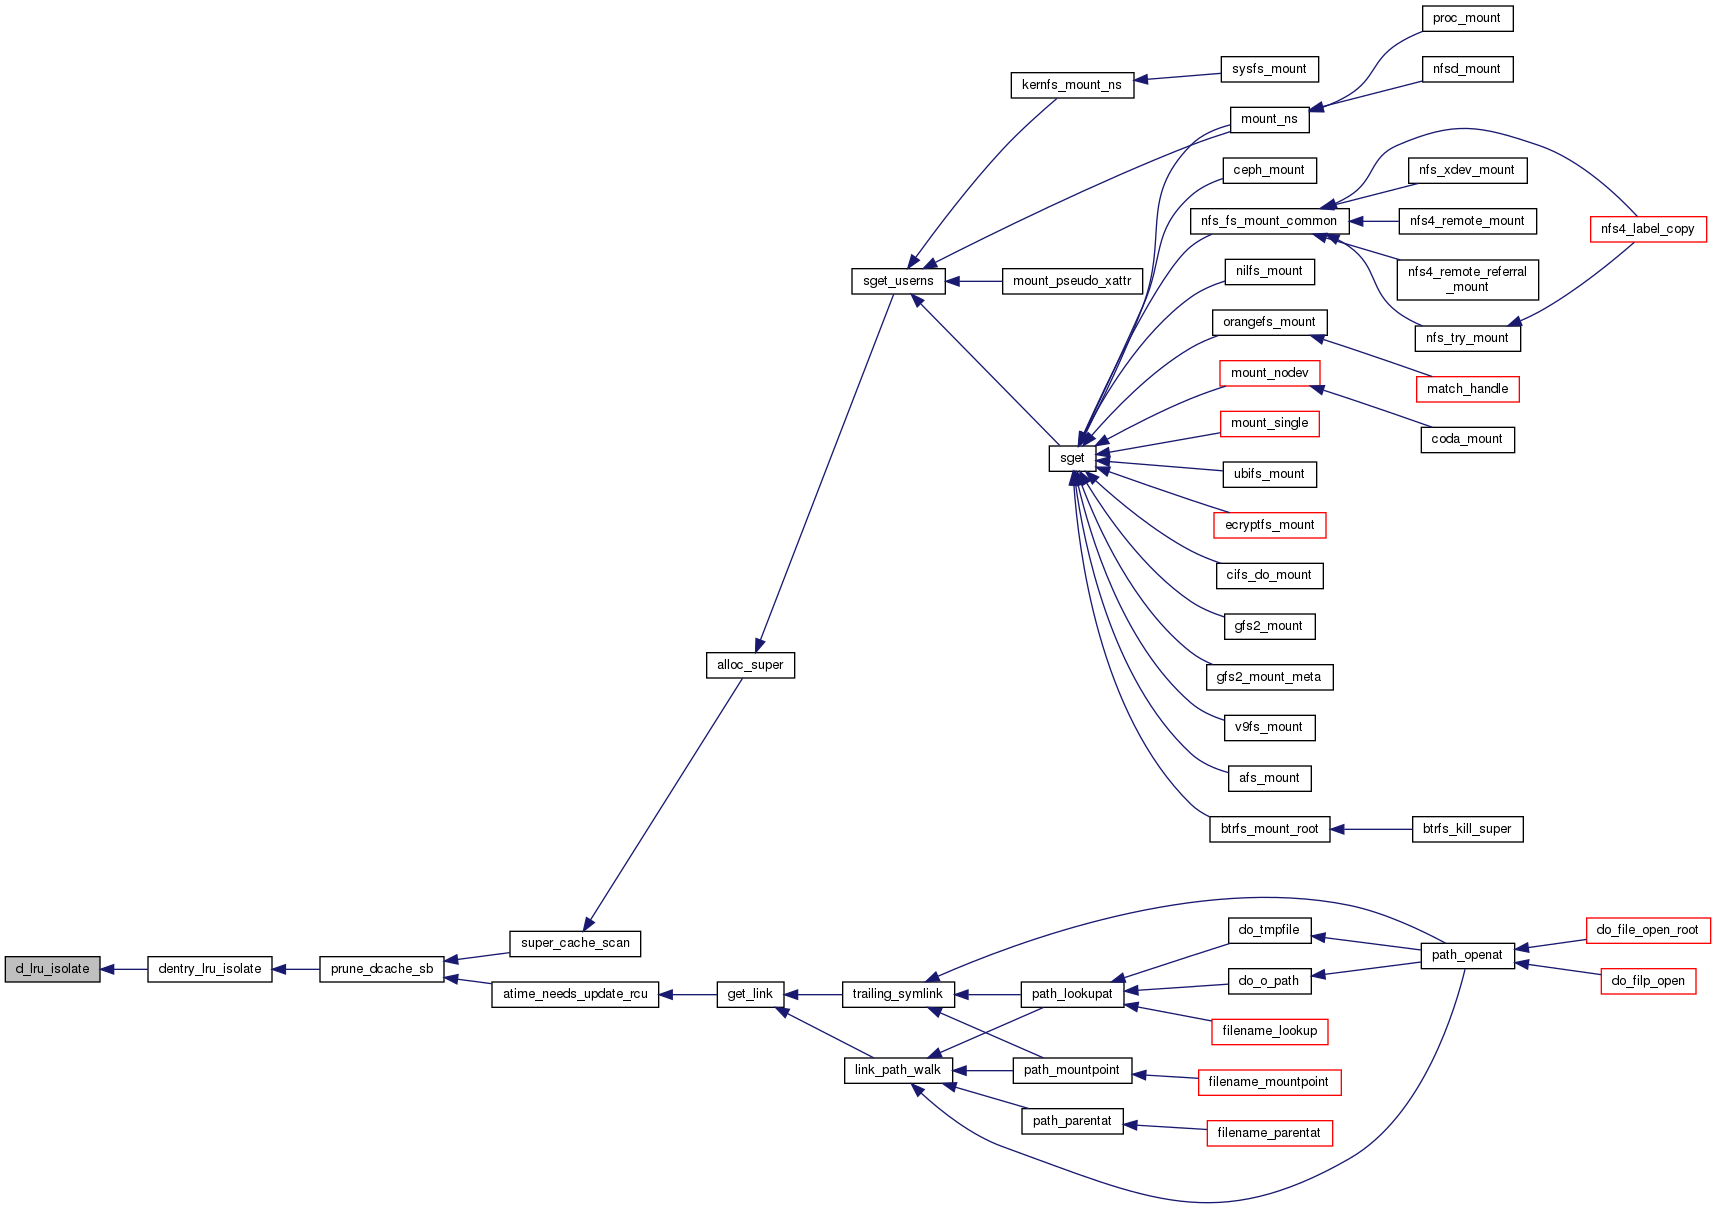 proc_mount
sysfs_mount
nfsd_mount
kernfs_mount_ns
mount_ns
ceph_mount
nfs_xdev_mount
nfs_fs_mount_common
nfs4_remote_mount
nfs4_label_copy
sget_userns
mount_pseudo_xattr
nilfs_mount
nfs4_remote_referral
_mount
orangefs_mount
nfs_try_mount
mount_nodev
match_handle
mount_single
coda_mount
sget
ubifs_mount
ecryptfs_mount
cifs_do_mount
gfs2_mount
alloc_super
gfs2_mount_meta
v9fs_mount
afs_mount
btrfs_mount_root
btrfs_kill_super
do_tmpfile
do_file_open_root
super_cache_scan
path_openat
d_lru_isolate
dentry_lru_isolate
prune_dcache_sb
do_o_path
do_filp_open
atime_needs_update_rcu
get_link
trailing_symlink
path_lookupat
filename_lookup
link_path_walk
path_mountpoint
filename_mountpoint
path_parentat
filename_parentat